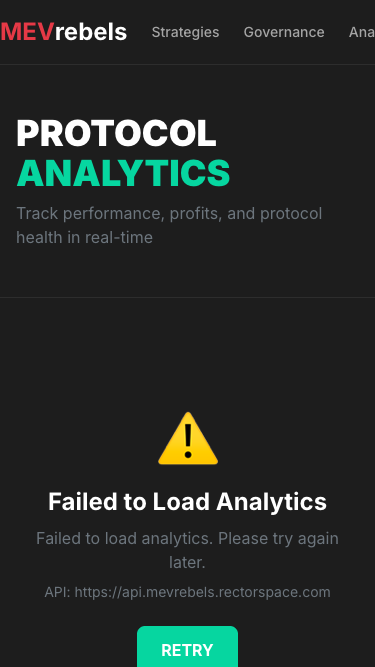 MEVrebels Strategies Governance Ana
PROTOCOL
ANALYTICS
Track performance, profits, and protocol
health in real-time
Failed to Load Analytics
Failed to load analytics. Please try again
later.
API: https://api.mevrebels.rectorspace.com
RETRY